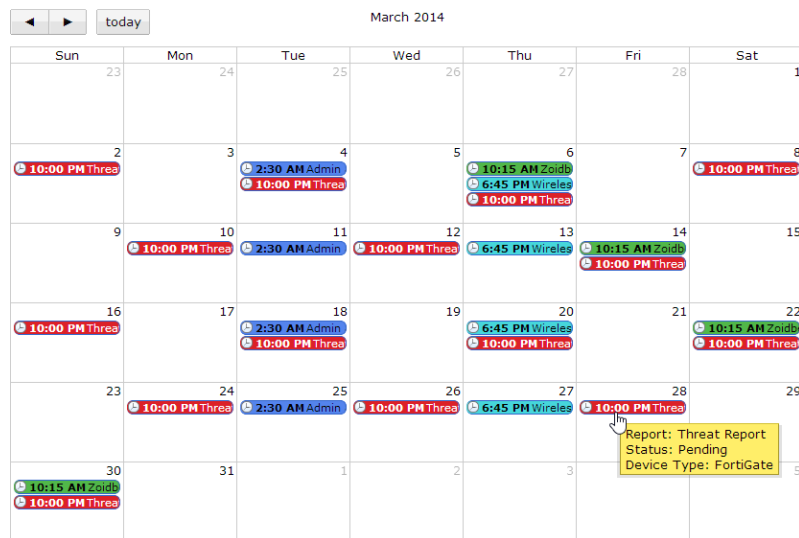 today
March 2014
Sun Mon Tue Wed Thu Fri Sat
23 24 25 26 27 28 1
2 3 4 5 6 7 8
10:00 PM Threa 2:30 AM Admin 10:15 AM Zoidb 10:00 PM Threa
10:00 PM Threa 6:45 PM Wireles
10:00 PM Threa
9 10 11 12 13 14 15
10:00 PM Threa 2:30 AM Admin 10:00 PM Threa 6:45 PM Wireles 10:15 AM Zoidb
10:00 PM Threa
16 17 18 19 20 21 22
10:00 PM Threa 2:30 AM Admin 6:45 PM Wireles 10:15 AM Zoidb
10:00 PM Threa 10:00 PM Threa 10:00 PM Threa
23 24 25 26 27 28 29
10:00 PM Threa 2:30 AM Admin 10:00 PM Threa 6:45 PM Wireles 10:00 PM Threa
Report: Threat Report
Status: Pending
Device Type: FortiGate
30 31 1 2 3 5
10:15 AM Zoidb
10:00 PM Threa